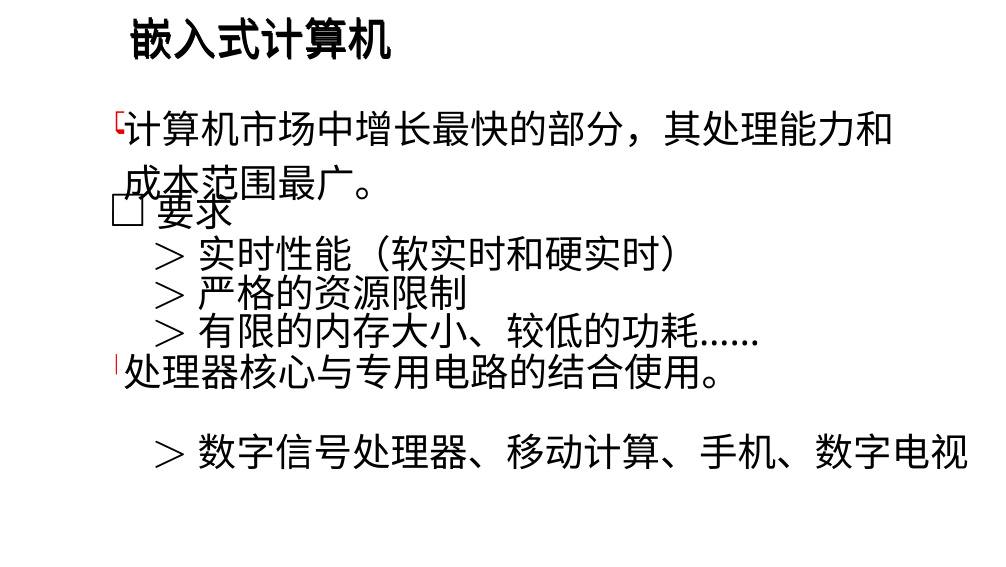 嵌入式计算机
计算机市场中增长最快的部分，其处理能力和
成本范围最广。
□ 要求
＞ 实时性能（软实时和硬实时）
＞ 严格的资源限制
＞ 有限的内存大小、较低的功耗……
处理器核心与专用电路的结合使用。
＞ 数字信号处理器、移动计算、手机、数字电视